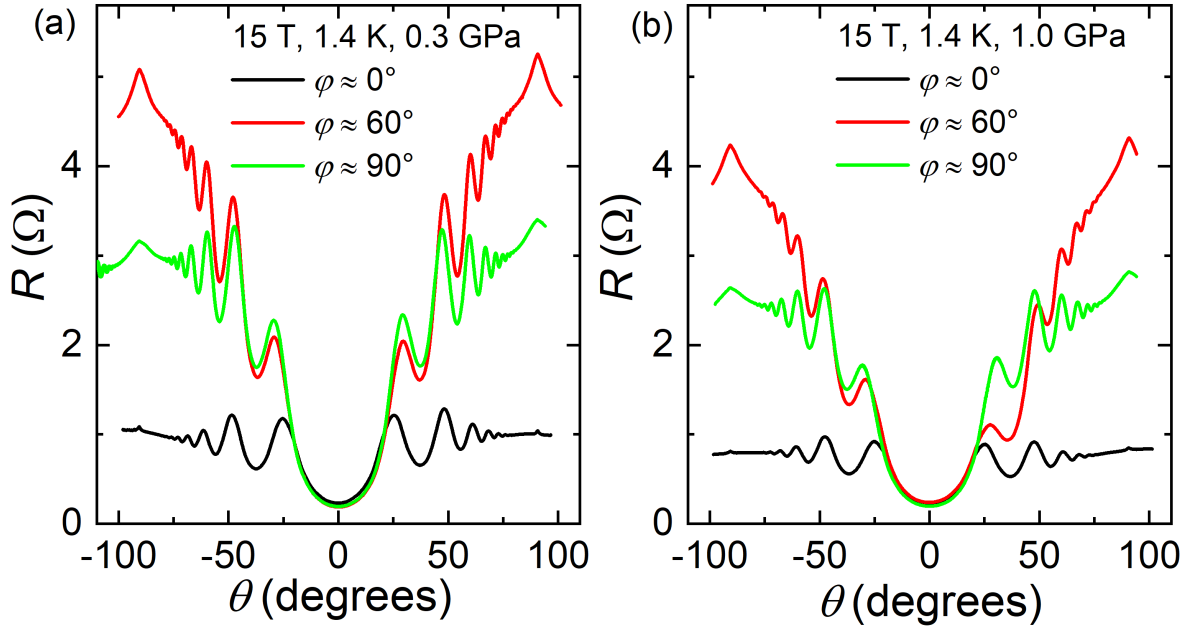 (a)
15 T, 1.4 K, 0.3 GPa
φ ≈ 0°
φ ≈ 60°
φ ≈ 90°
R (Ω)
4
2
0
-100 -50 0 50 100
θ (degrees)
(b)
15 T, 1.4 K, 1.0 GPa
φ ≈ 0°
φ ≈ 60°
φ ≈ 90°
R (Ω)
4
2
0
-100 -50 0 50 100
θ (degrees)